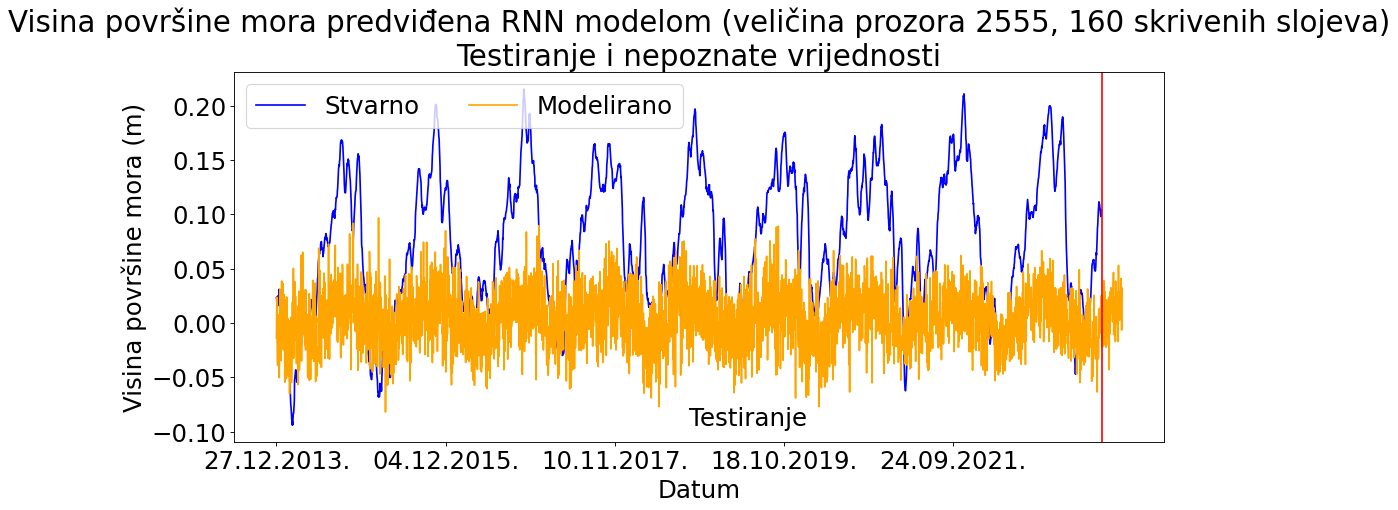 Visina površine mora predviđena RNN modelom (veličina prozora 2555, 160 skrivenih slojeva)
Testiranje i nepoznate vrijednosti
Stvarno Modelirano
Visina površine mora (m)
0.20
0.15
0.10
0.05
0.00
−0.05
−0.10
Testiranje
27.12.2013. 04.12.2015. 10.11.2017. 18.10.2019. 24.09.2021.
Datum